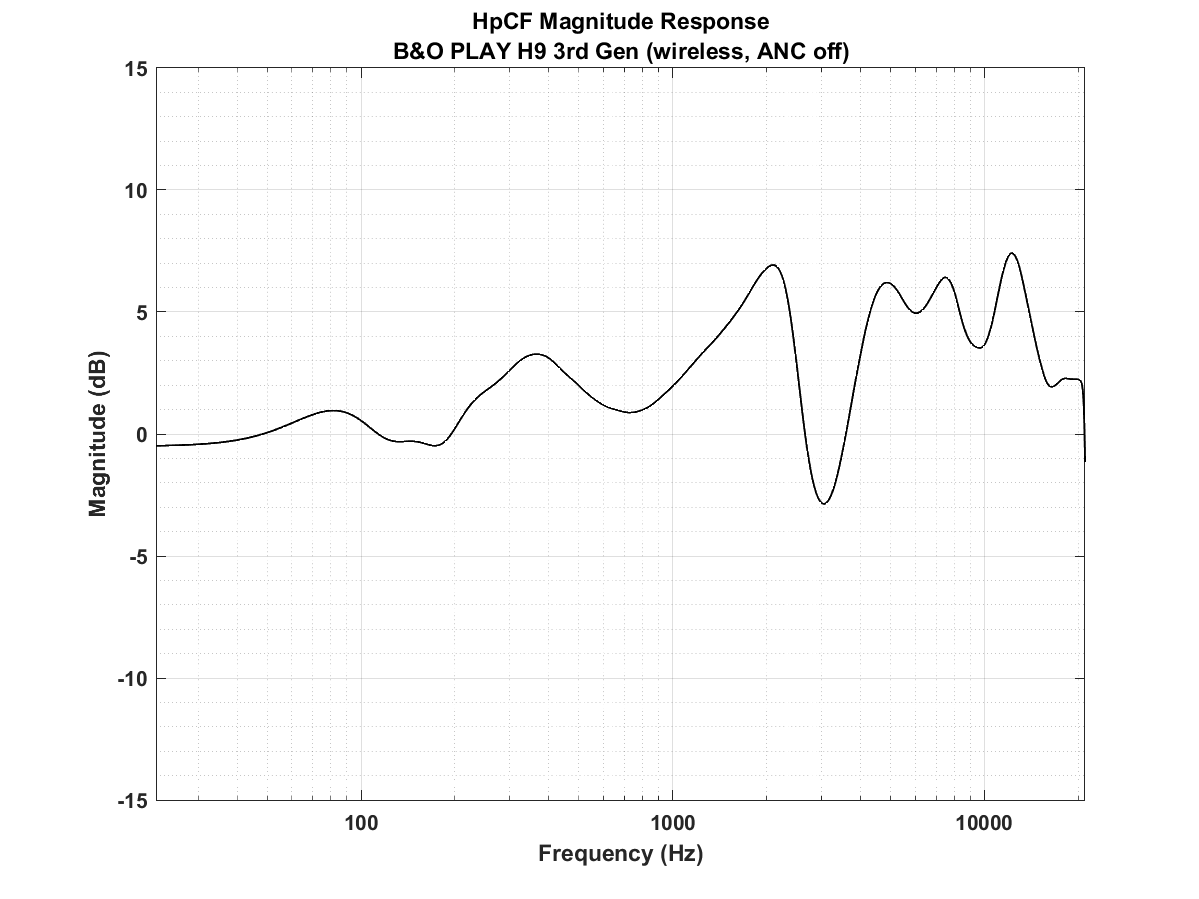 HpCF Magnitude Response
B&O PLAY H9 3rd Gen (wireless, ANC off)
15
10
5
0
-5
-10
-15
Magnitude (dB)
100
1000
10000
Frequency (Hz)